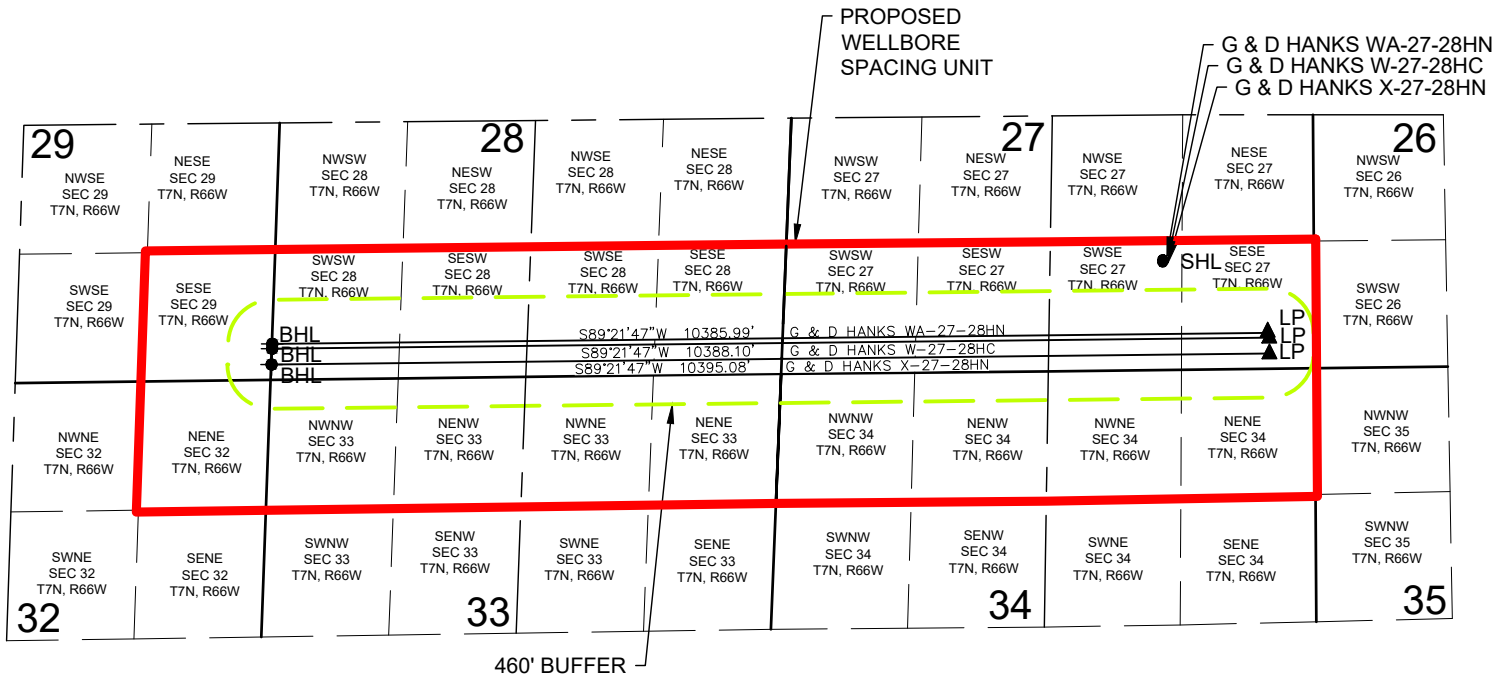 PROPOSED
WELLBORE
SPACING UNIT
G & D HANKS WA-27-28HN
G & D HANKS W-27-28HC
G & D HANKS X-27-28HN
29
28
27
26
NWSE
SEC 29
T7N, R66W
NESE
SEC 29
T7N, R66W
NWSW
SEC 28
T7N, R66W
NESW
SEC 28
T7N, R66W
NWSE
SEC 28
T7N, R66W
NESE
SEC 28
T7N, R66W
NWSW
SEC 27
T7N, R66W
NESW
SEC 27
T7N, R66W
NWSE
SEC 27
T7N, R66W
NESE
SEC 27
T7N, R66W
NWSW
SEC 26
T7N, R66W
SWSE
SEC 29
T7N, R66W
SESE
SEC 29
T7N, R66W
SWSW
SEC 28
T7N, R66W
SESW
SEC 28
T7N, R66W
SWSE
SEC 28
T7N, R66W
SESE
SEC 28
T7N, R66W
SWSW
SEC 27
T7N, R66W
SESW
SEC 27
T7N, R66W
SWSE
SEC 27
T7N, R66W
SHL
SESE
SEC 27
T7N, R66W
SWSW
SEC 26
T7N, R66W
BHL
S89°21'47"W 10385.99' G & D HANKS WA-27-28HN
LP
BHL
S89°21'47"W 10388.10' G & D HANKS W-27-28HC
LP
BHL
S89°21'47"W 10395.08' G & D HANKS X-27-28HN
LP
NWNE
SEC 32
T7N, R66W
NENE
SEC 32
T7N, R66W
NWNW
SEC 33
T7N, R66W
NENW
SEC 33
T7N, R66W
NWNE
SEC 33
T7N, R66W
NENE
SEC 33
T7N, R66W
NWNW
SEC 34
T7N, R66W
NENW
SEC 34
T7N, R66W
NWNE
SEC 34
T7N, R66W
NENE
SEC 34
T7N, R66W
NWNW
SEC 35
T7N, R66W
SWNE
SEC 32
T7N, R66W
SENE
SEC 32
T7N, R66W
SWNW
SEC 33
T7N, R66W
SENW
SEC 33
T7N, R66W
SWNE
SEC 33
T7N, R66W
SENE
SEC 33
T7N, R66W
SWNW
SEC 34
T7N, R66W
SENW
SEC 34
T7N, R66W
SWNE
SEC 34
T7N, R66W
SENE
SEC 34
T7N, R66W
SWNW
SEC 35
T7N, R66W
32
33
34
35
460' BUFFER